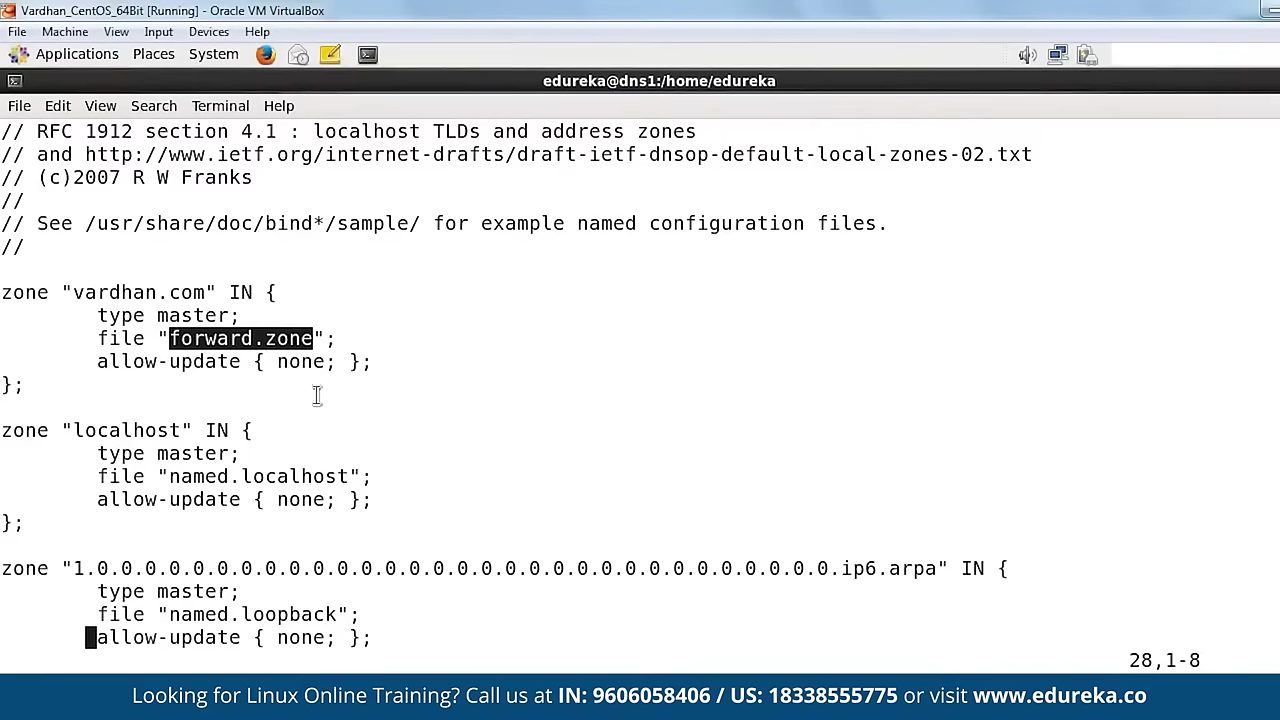 Vardhan_CentOS_64Bit [Running] - Oracle VM VirtualBox
File Machine View Input Devices Help
Applications Places System
edureka@dns1:/home/edureka
File Edit View Search Terminal Help
// RFC 1912 section 4.1 : localhost TLDs and address zones
// and http://www.ietf.org/internet-drafts/draft-ietf-dnsop-default-local-zones-02.txt
// (c)2007 R W Franks
//
// See /usr/share/doc/bind*/sample/ for example named configuration files.
//
zone "vardhan.com" IN {
type master;
file "forward.zone";
allow-update { none; };
};
zone "localhost" IN {
type master;
file "named.localhost";
allow-update { none; };
};
zone "1.0.0.0.0.0.0.0.0.0.0.0.0.0.0.0.0.0.0.0.0.0.0.0.0.0.0.0.0.0.0.0.ip6.arpa" IN {
type master;
file "named.loopback";
allow-update { none; };
28,1-8
Looking for Linux Online Training? Call us at IN: 9606058406 / US: 18338555775 or visit www.edureka.co